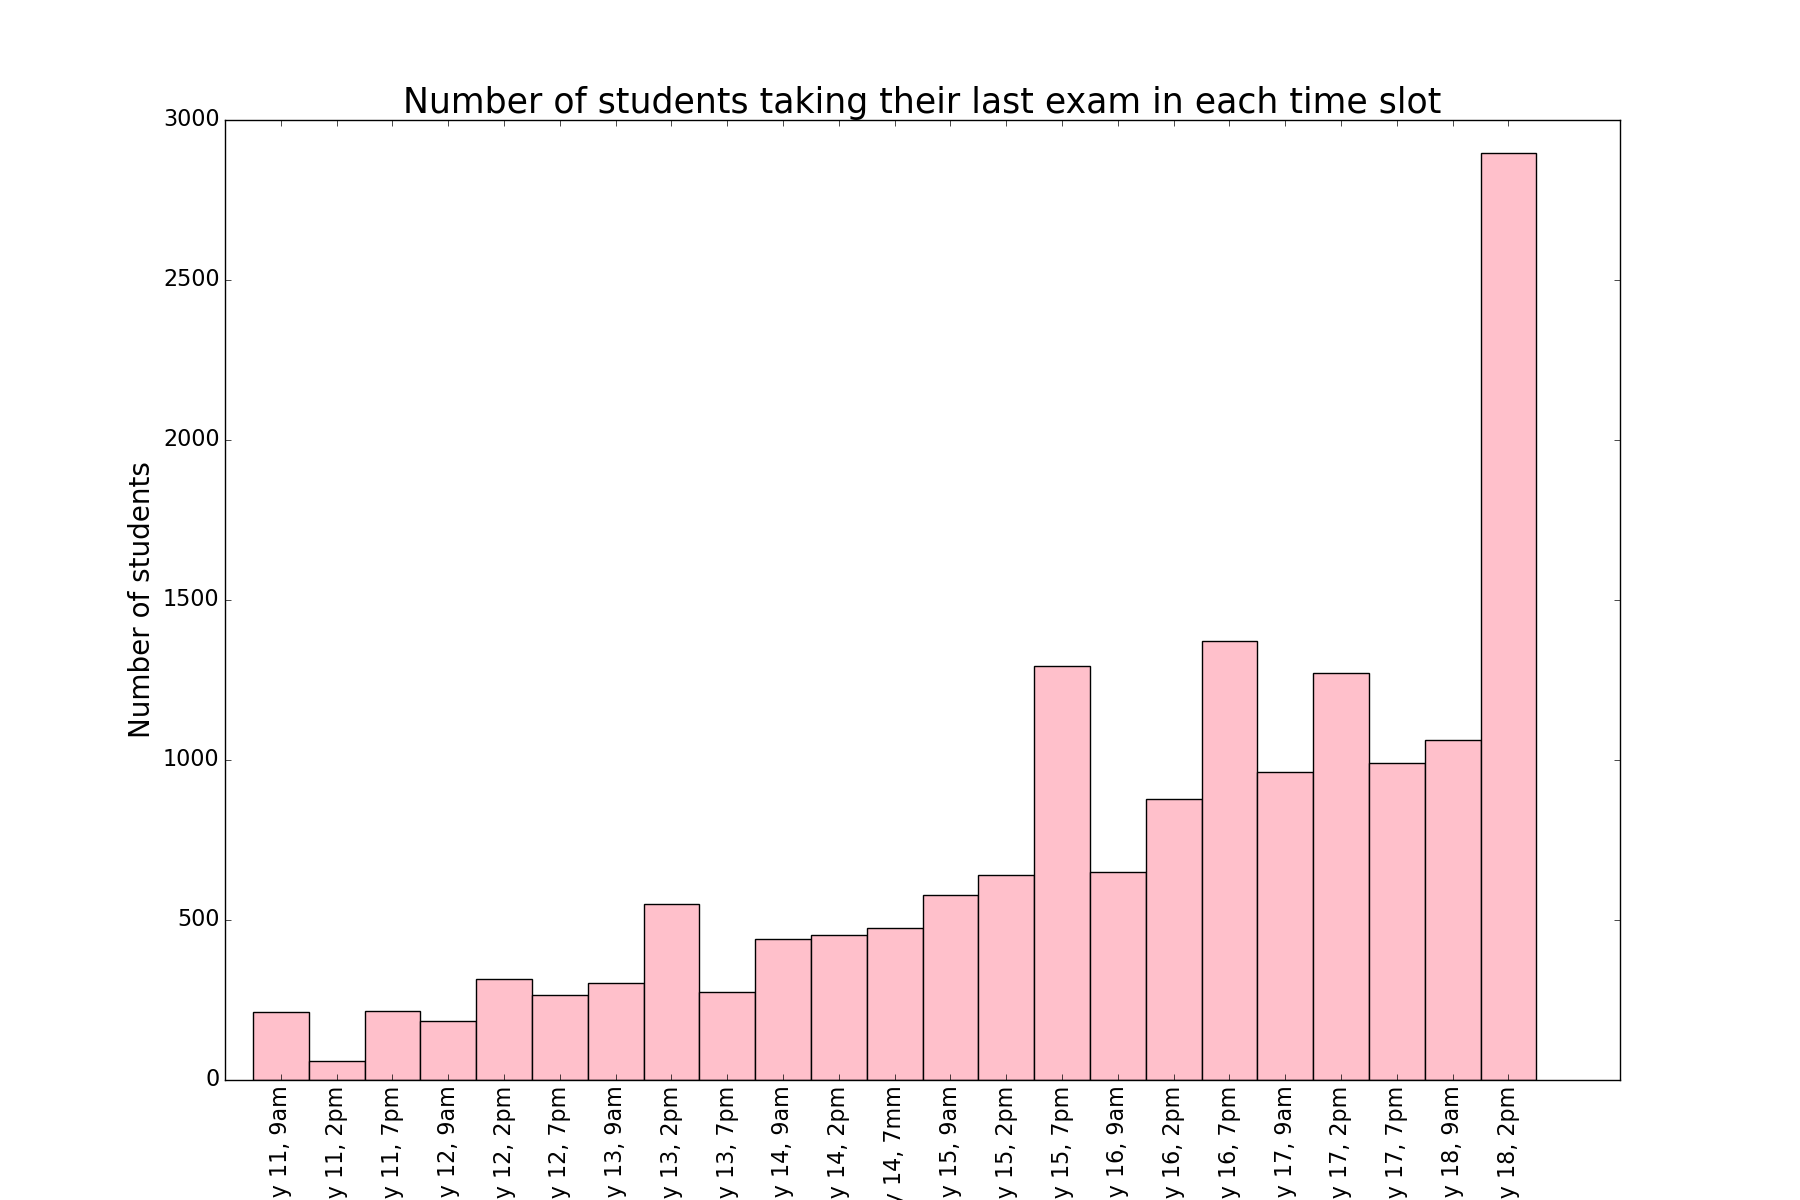 Number of students taking their last exam in each time slot
Number of students
3000
2500
2000
1500
1000
500
0
y 11, 9am
y 11, 2pm
y 11, 7pm
y 12, 9am
y 12, 2pm
y 12, 7pm
y 13, 9am
y 13, 2pm
y 13, 7pm
y 14, 9am
y 14, 2pm
y 14, 7mm
y 15, 9am
y 15, 2pm
y 15, 7pm
y 16, 9am
y 16, 2pm
y 16, 7pm
y 17, 9am
y 17, 2pm
y 17, 7pm
y 18, 9am
y 18, 2pm